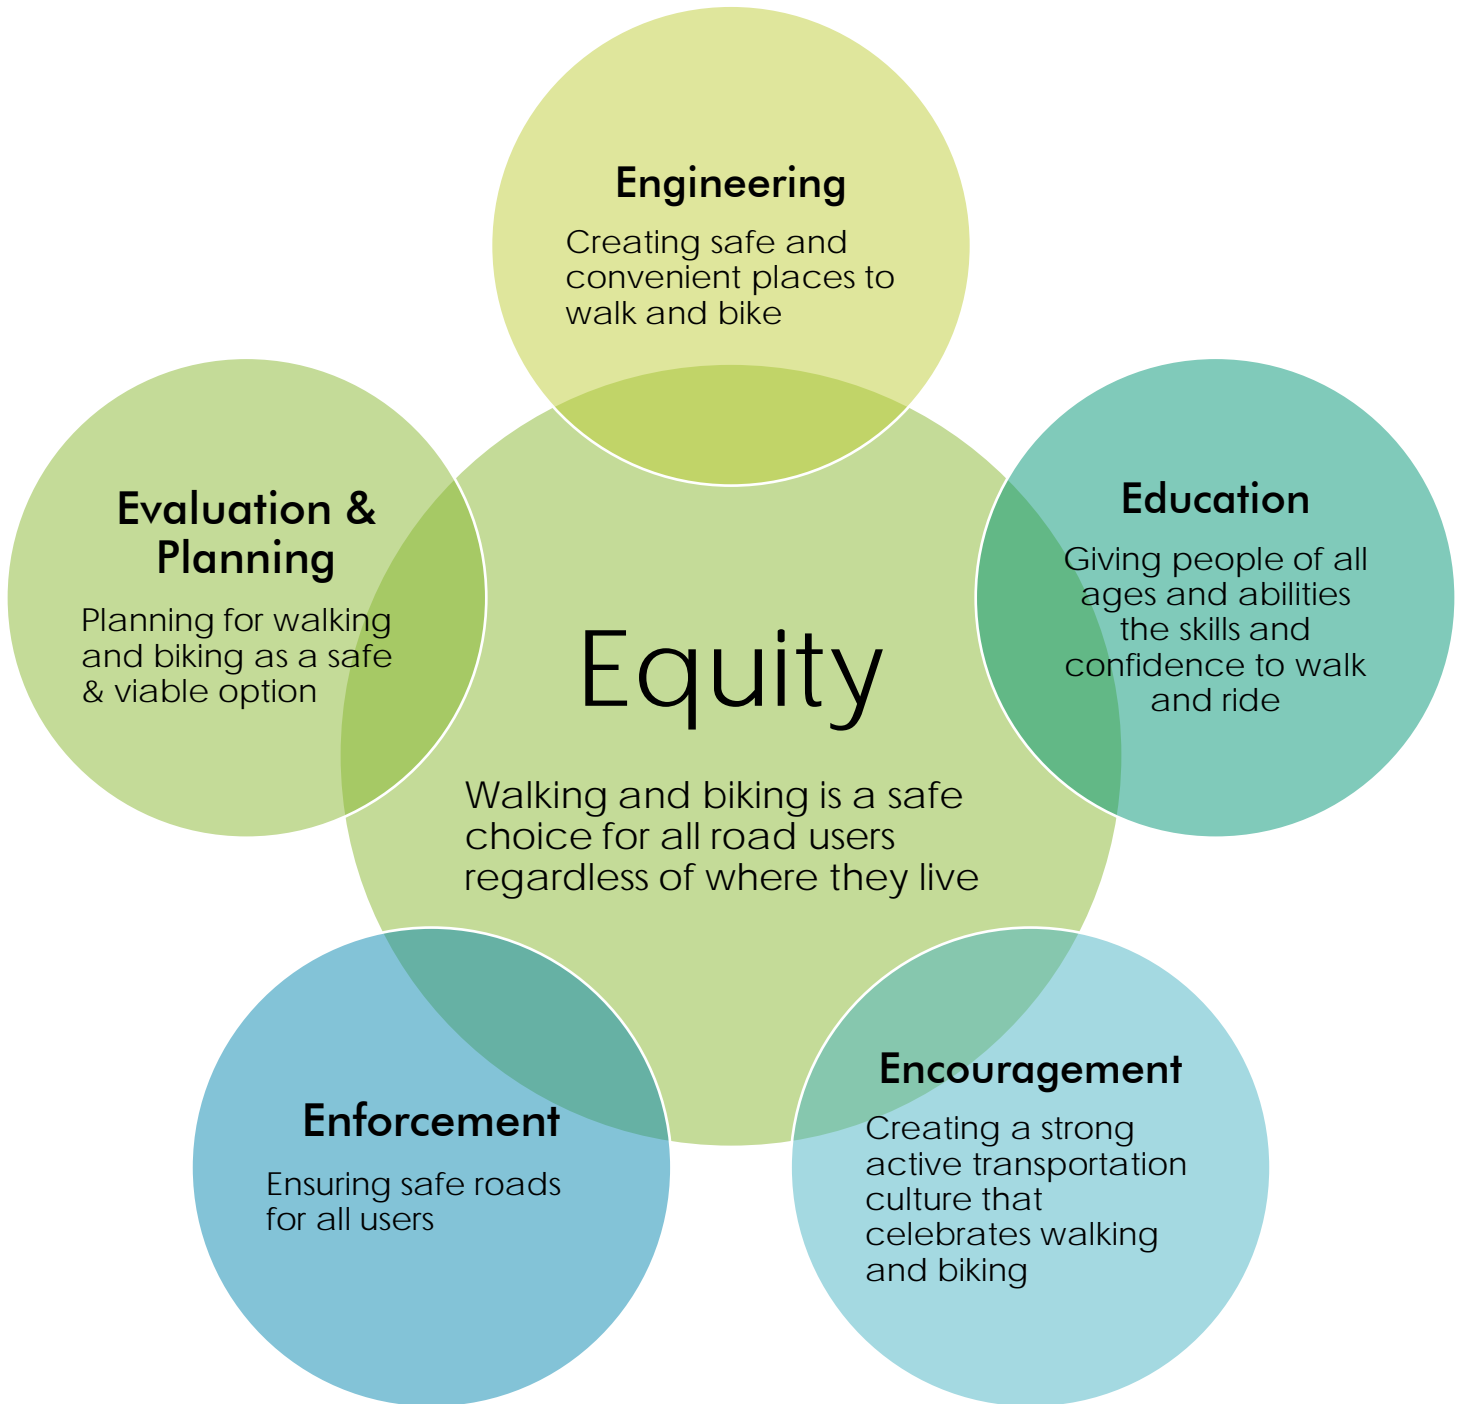 Engineering
Creating safe and
convenient places to
walk and bike
Evaluation &
Planning
Planning for walking
and biking as a safe
& viable option
Education
Giving people of all
ages and abilities
the skills and
confidence to walk
and ride
Equity
Walking and biking is a safe
choice for all road users
regardless of where they live
Enforcement
Ensuring safe roads
for all users
Encouragement
Creating a strong
active transportation
culture that
celebrates walking
and biking